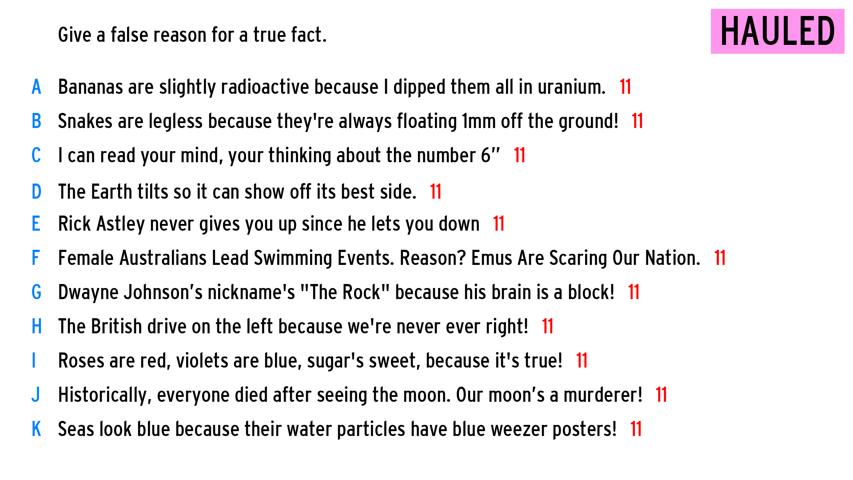 Give a false reason for a true fact.
HAULED
A Bananas are slightly radioactive because I dipped them all in uranium. 11
B Snakes are legless because they're always floating 1mm off the ground! 11
C I can read your mind, your thinking about the number 6’’ 11
D The Earth tilts so it can show off its best side. 11
E Rick Astley never gives you up since he lets you down 11
F Female Australians Lead Swimming Events. Reason? Emus Are Scaring Our Nation. 11
G Dwayne Johnson’s nickname's "The Rock" because his brain is a block! 11
H The British drive on the left because we're never ever right! 11
I Roses are red, violets are blue, sugar's sweet, because it's true! 11
J Historically, everyone died after seeing the moon. Our moon’s a murderer! 11
K Seas look blue because their water particles have blue weezer posters! 11